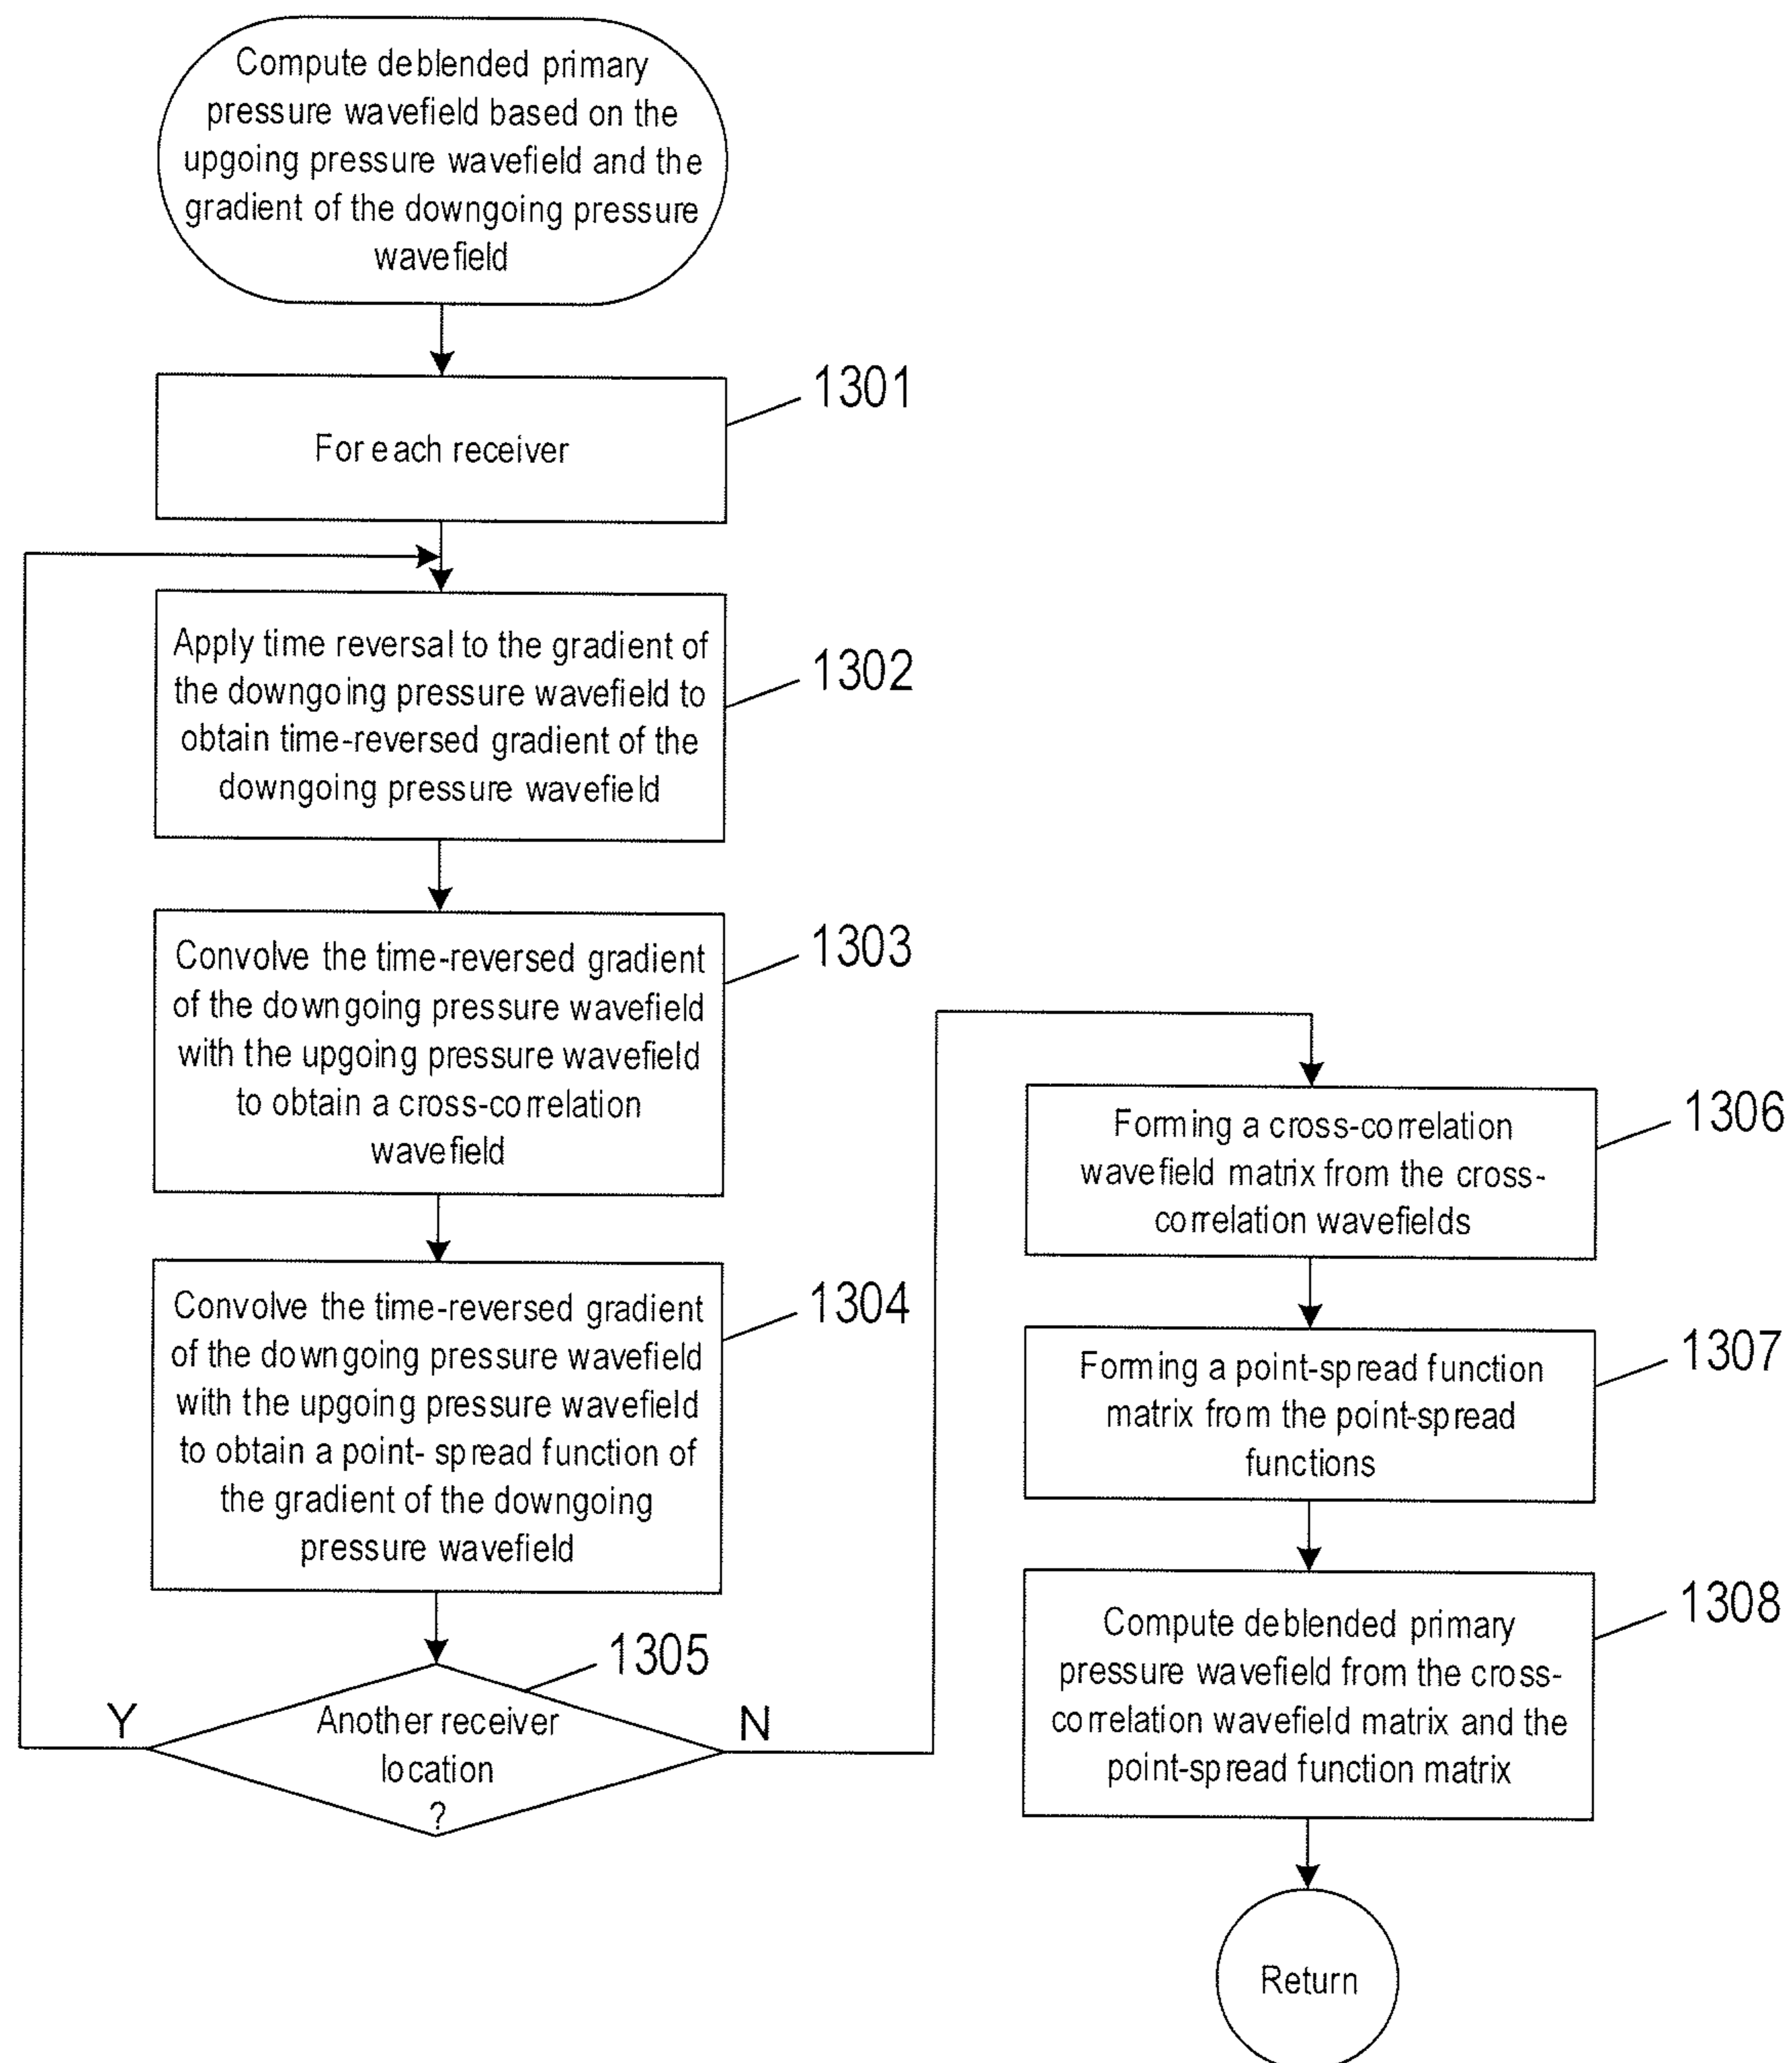 Compute deblended primary
pressure wavefield based on the
upgoing pressure wavefield and the
gradient of the downgoing pressure
wavefield
1301
For each receiver
1302
Apply time reversal to the gradient of
the downgoing pressure wavefield to
obtain time-reversed gradient of the
downgoing pressure wavefield
1303
Convolve the time-reversed gradient
of the downgoing pressure wavefield
with the upgoing pressure wavefield
to obtain a cross-correlation
wavefield
1304
Convolve the time-reversed gradient
of the downgoing pressure wavefield
with the upgoing pressure wavefield
to obtain a point- spread function of
the gradient of the downgoing
pressure wavefield
1305
Y
Another receiver
location
?
N
1306
Forming a cross-correlation
wavefield matrix from the cross-
correlation wavefields
1307
Forming a point-spread function
matrix from the point-spread
functions
1308
Compute deblended primary
pressure wavefield from the cross-
correlation wavefield matrix and the
point-spread function matrix
Return